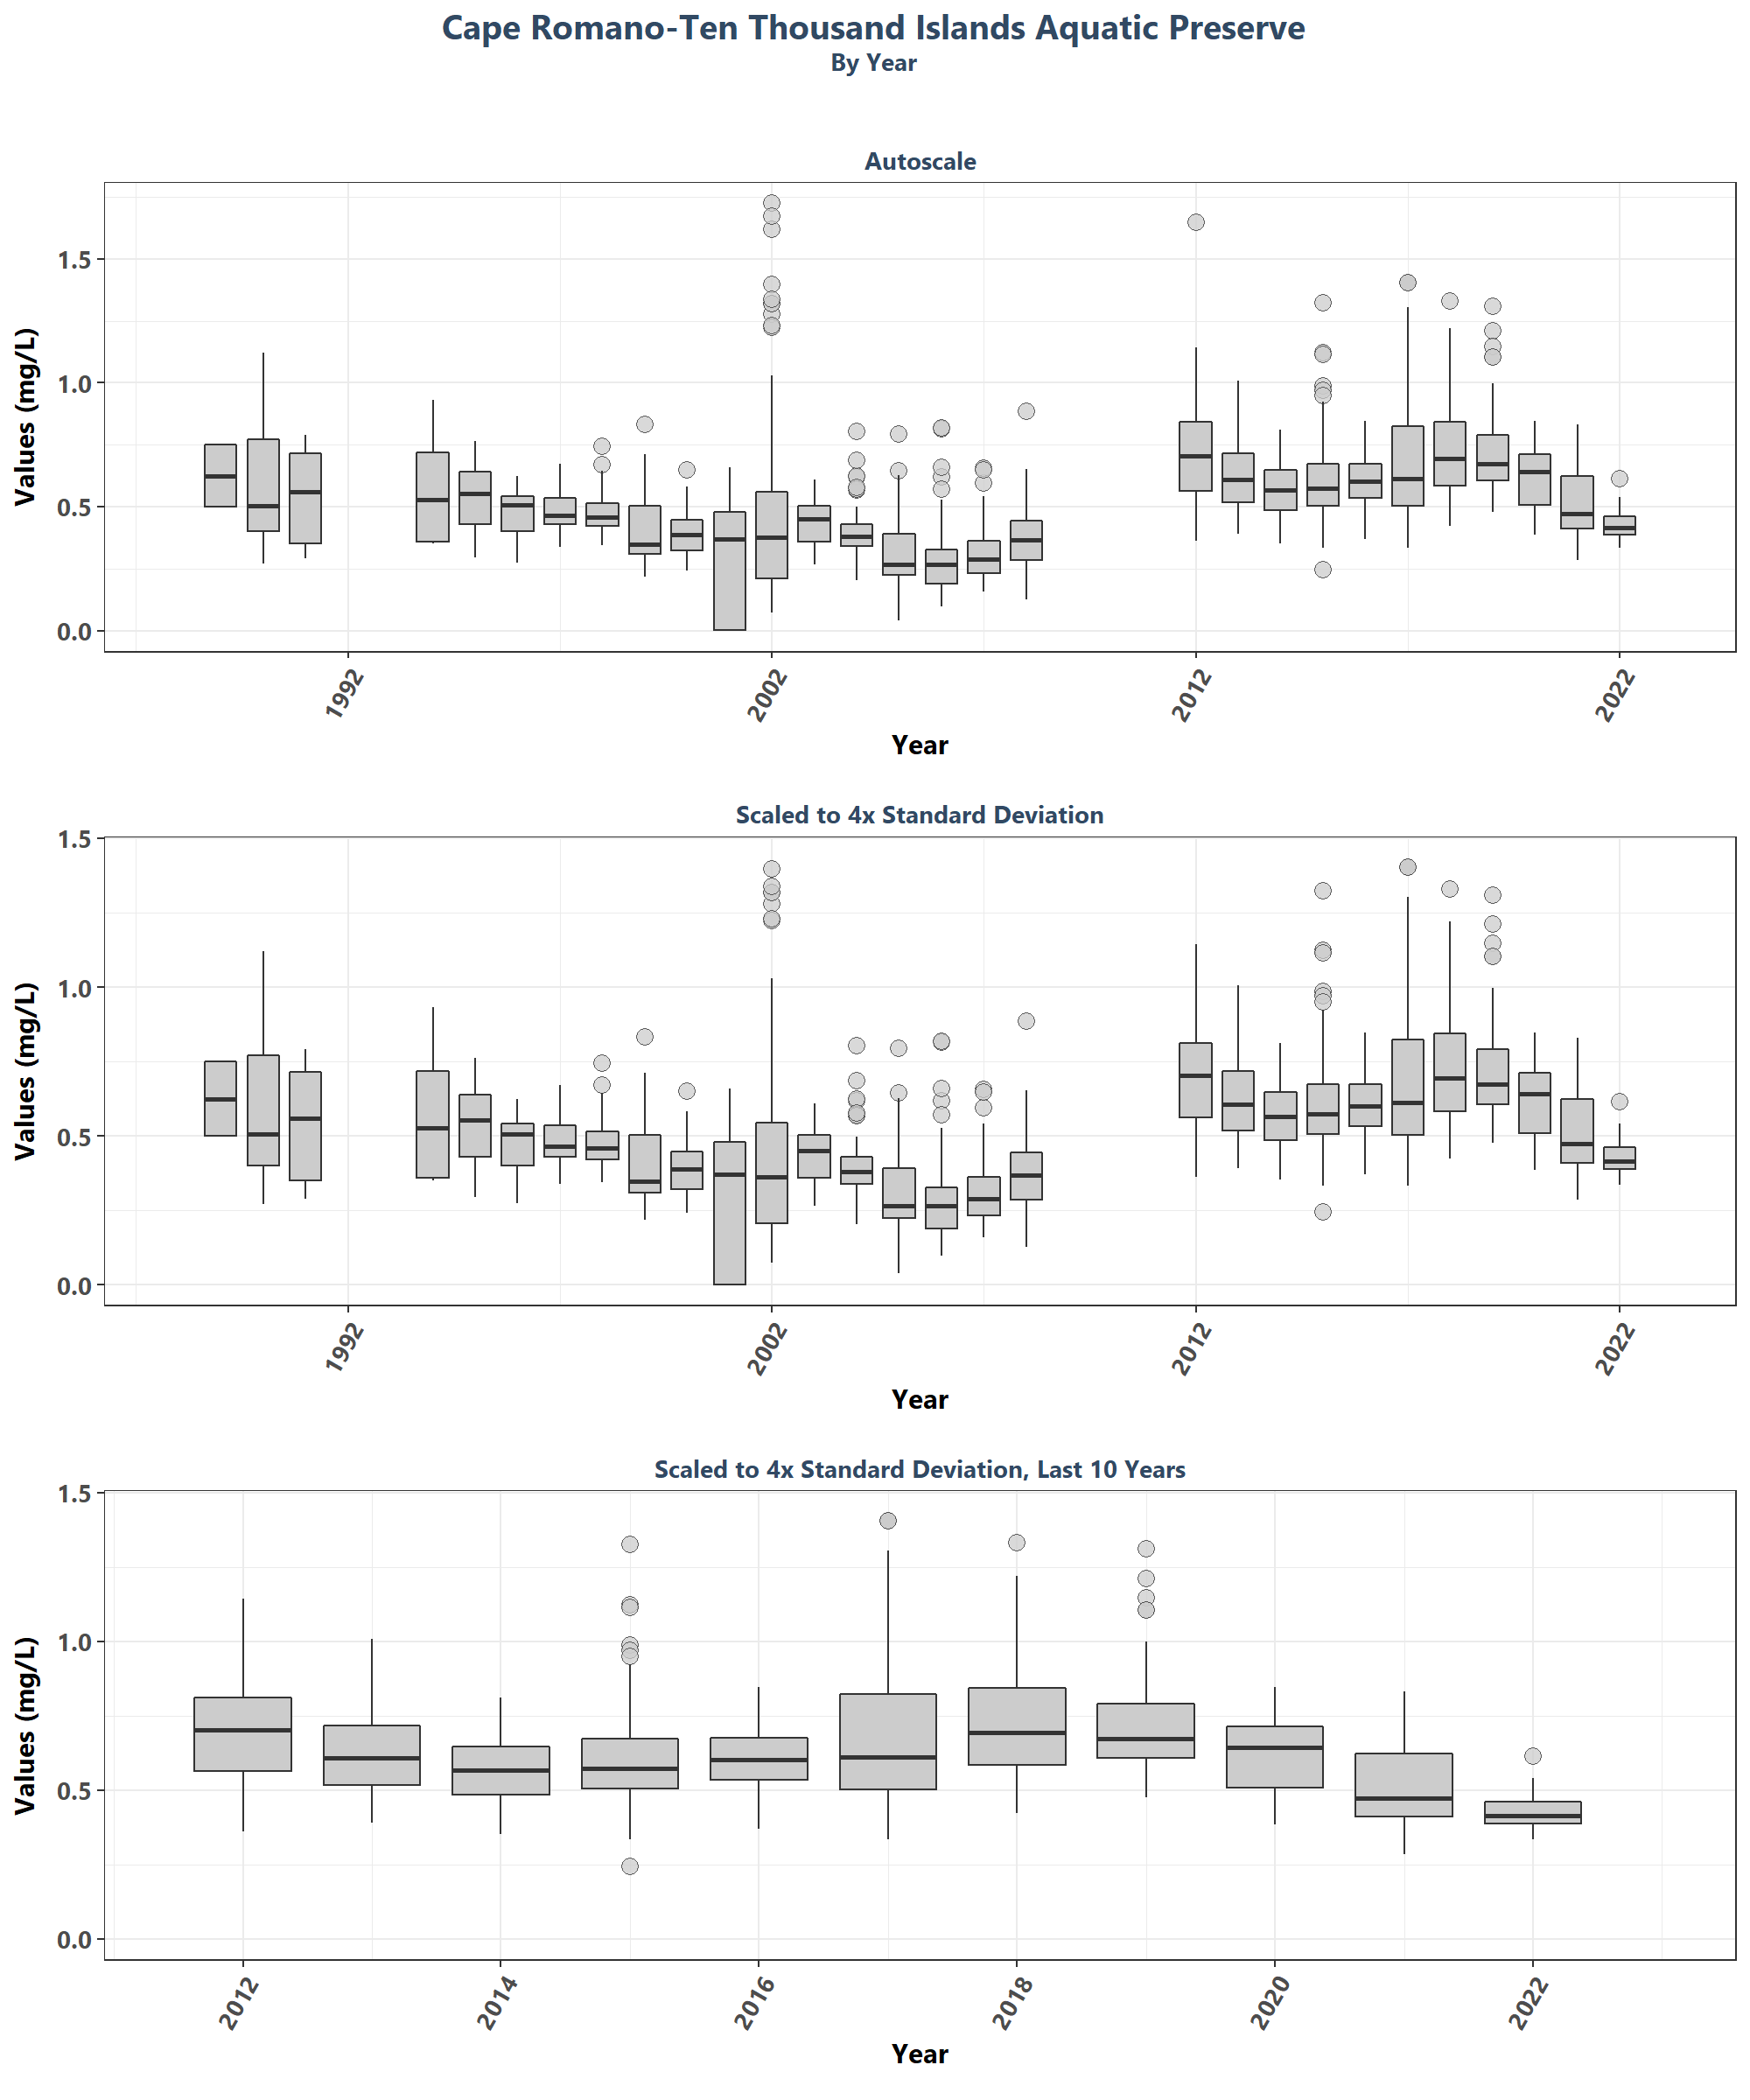 Cape Romano-Ten Thousand Islands Aquatic Preserve
By Year
Autoscale
Values (mg/L)
1.5
1.0
0.5
0.0
1992
2002
2012
2022
Year
Scaled to 4x Standard Deviation
Values (mg/L)
1.5
1.0
0.5
0.0
1992
2002
2012
2022
Year
Scaled to 4x Standard Deviation, Last 10 Years
Values (mg/L)
1.5
1.0
0.5
0.0
2012
2014
2016
2018
2020
2022
Year